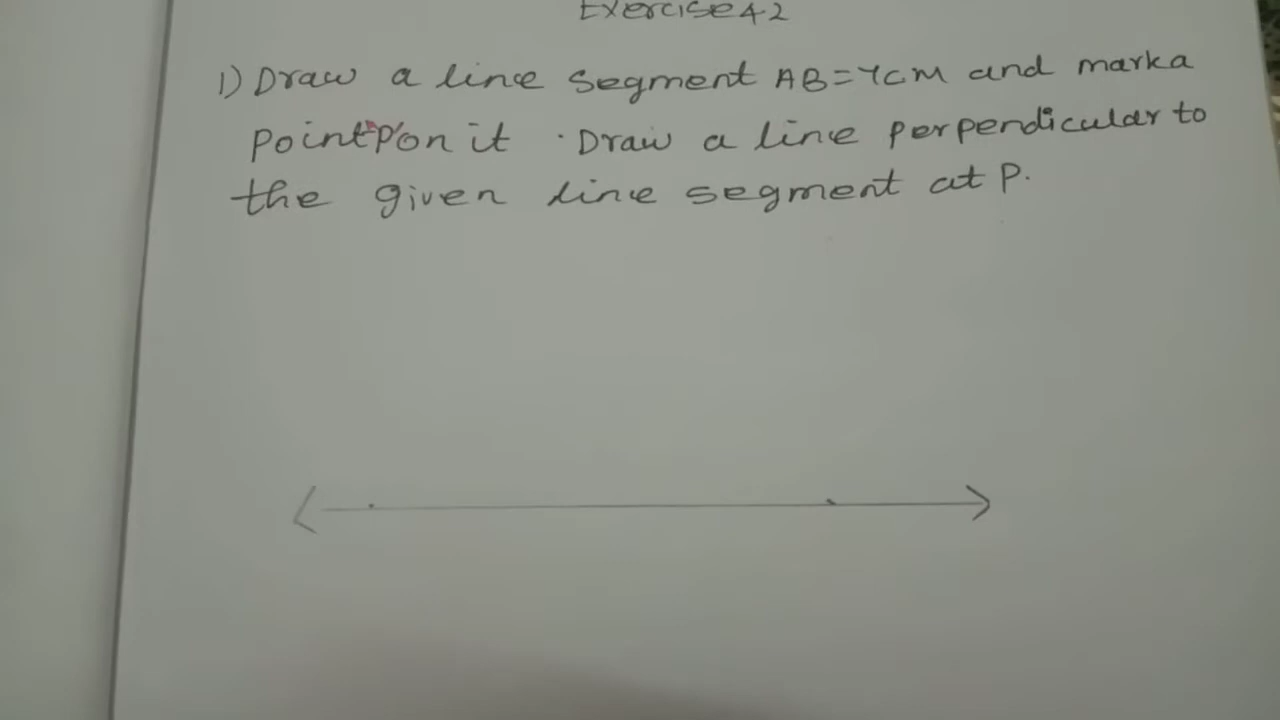 Exercise 4.2
1) Draw a line segment AB=7cm and mark a
point 'P' on it . Draw a line perpendicular to
the given line segment at P.